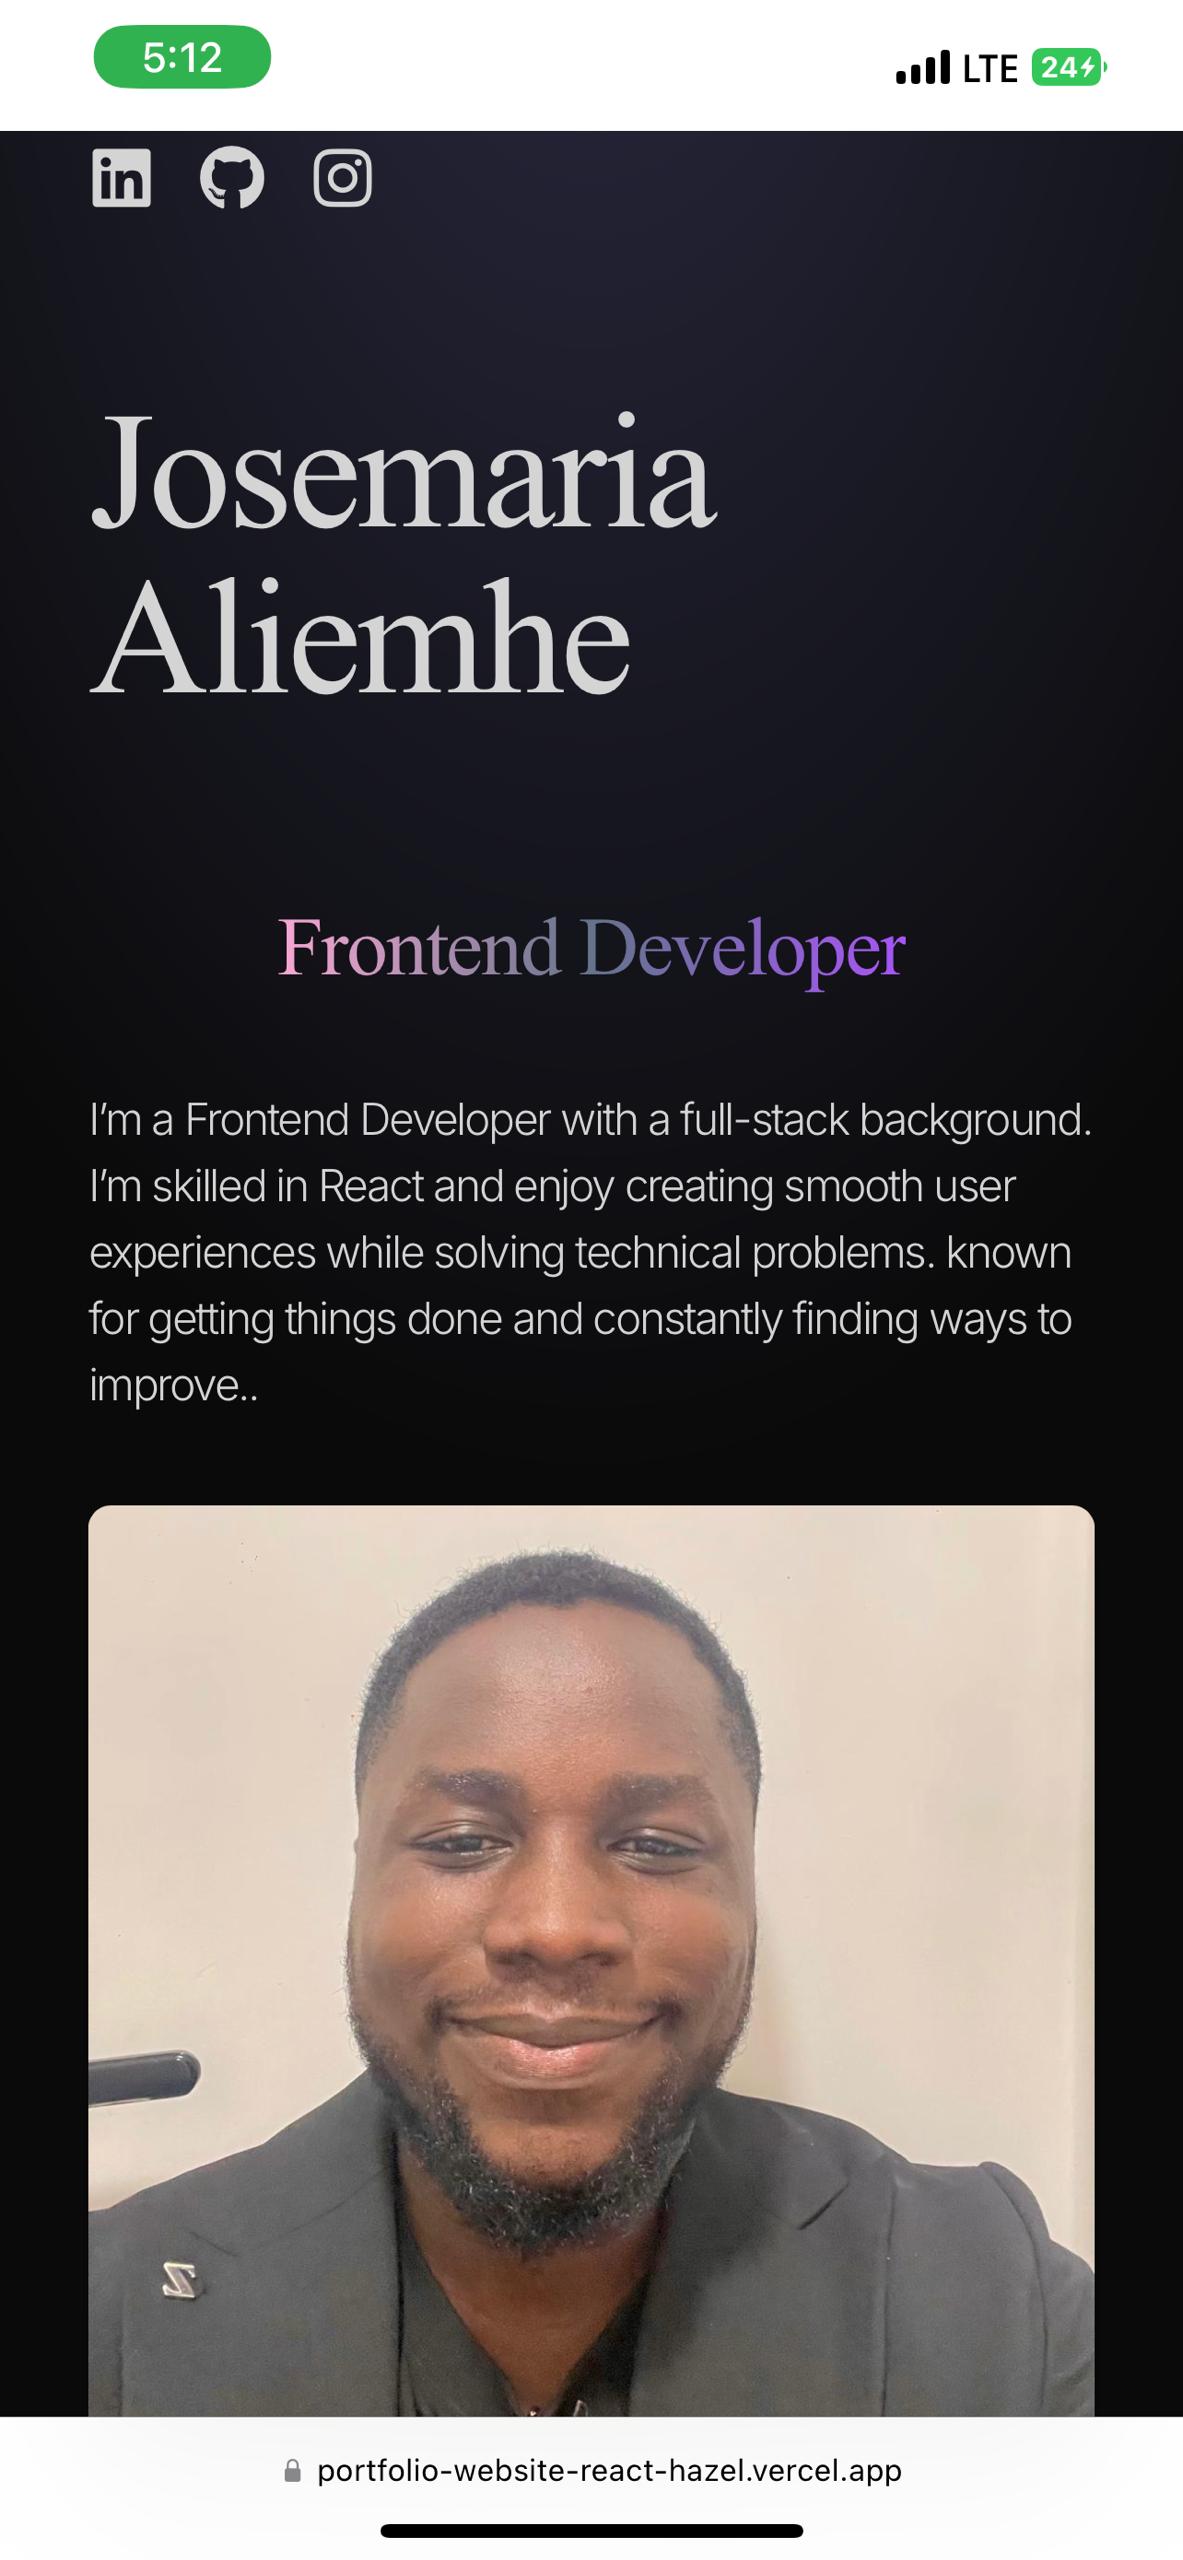 5:12 LTE 24
in
Josemaria
Aliemhe
Frontend Developer
I’m a Frontend Developer with a full-stack background.
I’m skilled in React and enjoy creating smooth user
experiences while solving technical problems. known
for getting things done and constantly finding ways to
improve..
portfolio-website-react-hazel.vercel.app